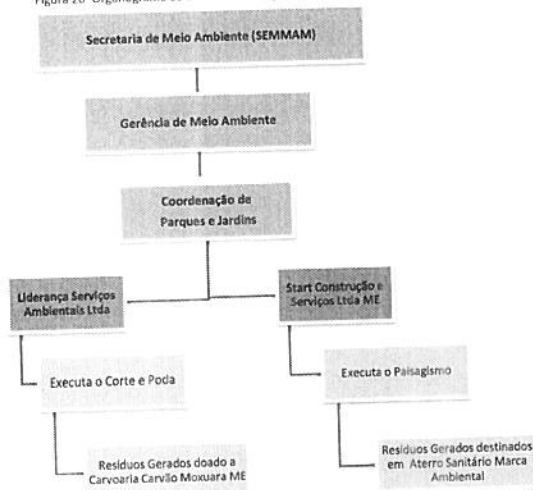 Secretaria de Meio Ambiente (SEMMAM)
Gerência de Meio Ambiente
Coordenação de
Parques e Jardins
Liderança Serviços
Ambientais Ltda
Start Construção e
Serviços Ltda ME
Executa o Corte e Poda
Executa o Paisagismo
Resíduos Gerados doado a
Carvoaria Carvão Moxuara ME
Resíduos Gerados destinados
em Aterro Sanitário Marca
Ambiental